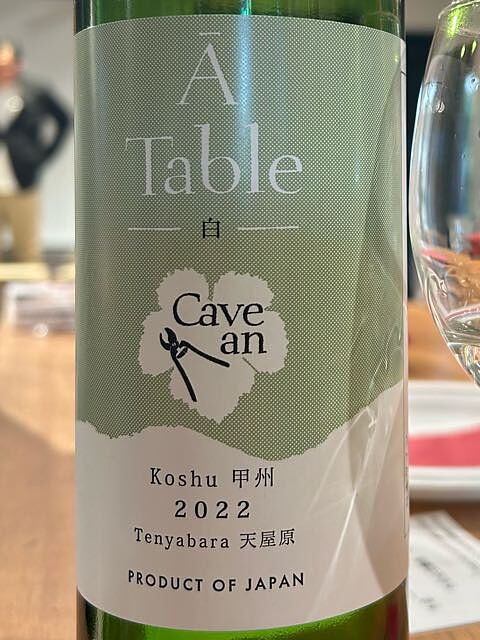 Ā
Table
白
Cave
an
Koshu 甲州
2022
Tenyabara 天屋原
PRODUCT OF JAPAN